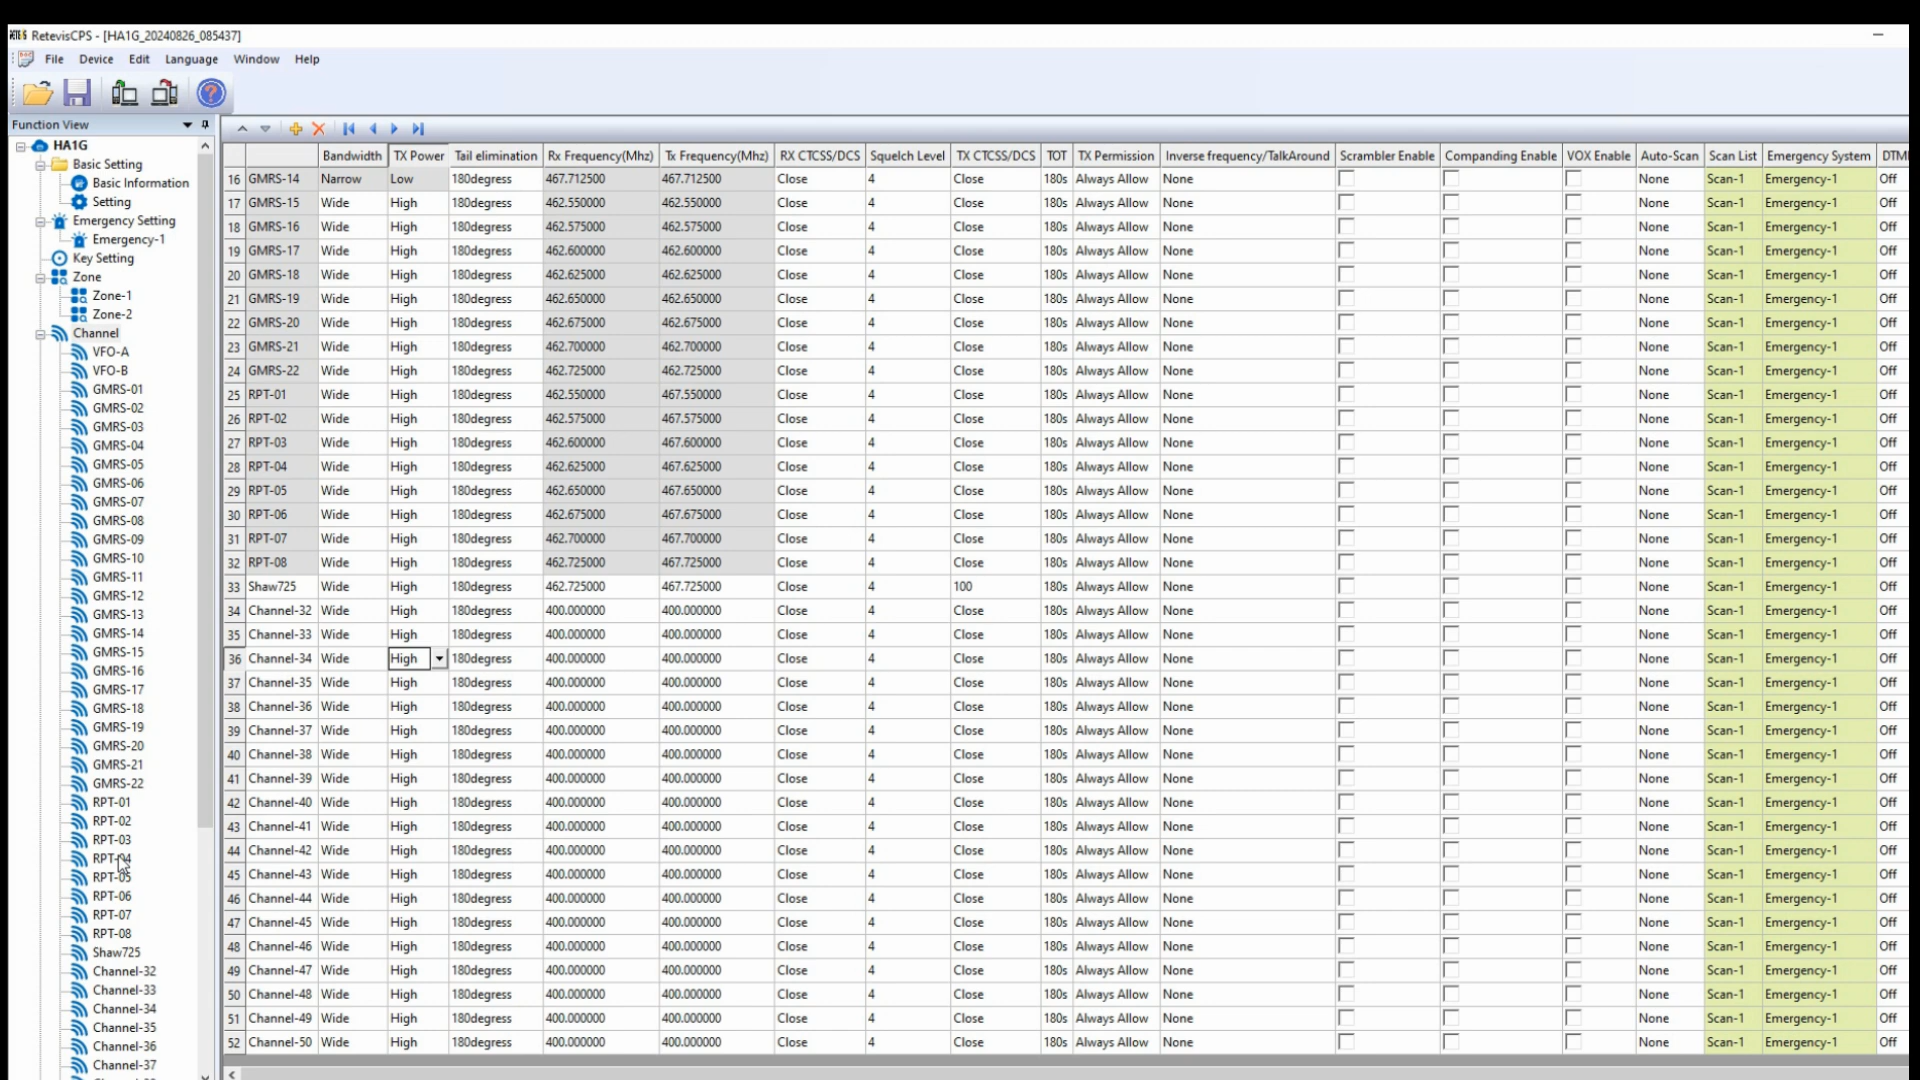 RetevisCPS - [HA1G_20240826_085437]
File Device Edit Language Window Help
Function View
HA1G
Basic Setting
Basic Information
Setting
Emergency Setting
Emergency-1
Key Setting
Zone
Zone-1
Zone-2
Channel
VFO-A
VFO-B
GMRS-01
GMRS-02
GMRS-03
GMRS-04
GMRS-05
GMRS-06
GMRS-07
GMRS-08
GMRS-09
GMRS-10
GMRS-11
GMRS-12
GMRS-13
GMRS-14
GMRS-15
GMRS-16
GMRS-17
GMRS-18
GMRS-19
GMRS-20
GMRS-21
GMRS-22
RPT-01
RPT-02
RPT-03
RPT-04
RPT-05
RPT-06
RPT-07
RPT-08
Shaw725
Channel-32
Channel-33
Channel-34
Channel-35
Channel-36
Channel-37
Bandwidth TX Power Tail elimination Rx Frequency(Mhz) Tx Frequency(Mhz) RX CTCSS/DCS Squelch Level TX CTCSS/DCS TOT TX Permission Inverse frequency/TalkAround Scrambler Enable Companding Enable VOX Enable Auto-Scan Scan List Emergency System DTM
16 GMRS-14 Narrow Low 180degress 467.712500 467.712500 Close 4 Close 180s Always Allow None None Scan-1 Emergency-1 Off
17 GMRS-15 Wide High 180degress 462.550000 462.550000 Close 4 Close 180s Always Allow None None Scan-1 Emergency-1 Off
18 GMRS-16 Wide High 180degress 462.575000 462.575000 Close 4 Close 180s Always Allow None None Scan-1 Emergency-1 Off
19 GMRS-17 Wide High 180degress 462.600000 462.600000 Close 4 Close 180s Always Allow None None Scan-1 Emergency-1 Off
20 GMRS-18 Wide High 180degress 462.625000 462.625000 Close 4 Close 180s Always Allow None None Scan-1 Emergency-1 Off
21 GMRS-19 Wide High 180degress 462.650000 462.650000 Close 4 Close 180s Always Allow None None Scan-1 Emergency-1 Off
22 GMRS-20 Wide High 180degress 462.675000 462.675000 Close 4 Close 180s Always Allow None None Scan-1 Emergency-1 Off
23 GMRS-21 Wide High 180degress 462.700000 462.700000 Close 4 Close 180s Always Allow None None Scan-1 Emergency-1 Off
24 GMRS-22 Wide High 180degress 462.725000 462.725000 Close 4 Close 180s Always Allow None None Scan-1 Emergency-1 Off
25 RPT-01 Wide High 180degress 462.550000 467.550000 Close 4 Close 180s Always Allow None None Scan-1 Emergency-1 Off
26 RPT-02 Wide High 180degress 462.575000 467.575000 Close 4 Close 180s Always Allow None None Scan-1 Emergency-1 Off
27 RPT-03 Wide High 180degress 462.600000 467.600000 Close 4 Close 180s Always Allow None None Scan-1 Emergency-1 Off
28 RPT-04 Wide High 180degress 462.625000 467.625000 Close 4 Close 180s Always Allow None None Scan-1 Emergency-1 Off
29 RPT-05 Wide High 180degress 462.650000 467.650000 Close 4 Close 180s Always Allow None None Scan-1 Emergency-1 Off
30 RPT-06 Wide High 180degress 462.675000 467.675000 Close 4 Close 180s Always Allow None None Scan-1 Emergency-1 Off
31 RPT-07 Wide High 180degress 462.700000 467.700000 Close 4 Close 180s Always Allow None None Scan-1 Emergency-1 Off
32 RPT-08 Wide High 180degress 462.725000 467.725000 Close 4 Close 180s Always Allow None None Scan-1 Emergency-1 Off
33 Shaw725 Wide High 180degress 462.725000 467.725000 Close 4 100 180s Always Allow None None Scan-1 Emergency-1 Off
34 Channel-32 Wide High 180degress 400.000000 400.000000 Close 4 Close 180s Always Allow None None Scan-1 Emergency-1 Off
35 Channel-33 Wide High 180degress 400.000000 400.000000 Close 4 Close 180s Always Allow None None Scan-1 Emergency-1 Off
36 Channel-34 Wide High 180degress 400.000000 400.000000 Close 4 Close 180s Always Allow None None Scan-1 Emergency-1 Off
37 Channel-35 Wide High 180degress 400.000000 400.000000 Close 4 Close 180s Always Allow None None Scan-1 Emergency-1 Off
38 Channel-36 Wide High 180degress 400.000000 400.000000 Close 4 Close 180s Always Allow None None Scan-1 Emergency-1 Off
39 Channel-37 Wide High 180degress 400.000000 400.000000 Close 4 Close 180s Always Allow None None Scan-1 Emergency-1 Off
40 Channel-38 Wide High 180degress 400.000000 400.000000 Close 4 Close 180s Always Allow None None Scan-1 Emergency-1 Off
41 Channel-39 Wide High 180degress 400.000000 400.000000 Close 4 Close 180s Always Allow None None Scan-1 Emergency-1 Off
42 Channel-40 Wide High 180degress 400.000000 400.000000 Close 4 Close 180s Always Allow None None Scan-1 Emergency-1 Off
43 Channel-41 Wide High 180degress 400.000000 400.000000 Close 4 Close 180s Always Allow None None Scan-1 Emergency-1 Off
44 Channel-42 Wide High 180degress 400.000000 400.000000 Close 4 Close 180s Always Allow None None Scan-1 Emergency-1 Off
45 Channel-43 Wide High 180degress 400.000000 400.000000 Close 4 Close 180s Always Allow None None Scan-1 Emergency-1 Off
46 Channel-44 Wide High 180degress 400.000000 400.000000 Close 4 Close 180s Always Allow None None Scan-1 Emergency-1 Off
47 Channel-45 Wide High 180degress 400.000000 400.000000 Close 4 Close 180s Always Allow None None Scan-1 Emergency-1 Off
48 Channel-46 Wide High 180degress 400.000000 400.000000 Close 4 Close 180s Always Allow None None Scan-1 Emergency-1 Off
49 Channel-47 Wide High 180degress 400.000000 400.000000 Close 4 Close 180s Always Allow None None Scan-1 Emergency-1 Off
50 Channel-48 Wide High 180degress 400.000000 400.000000 Close 4 Close 180s Always Allow None None Scan-1 Emergency-1 Off
51 Channel-49 Wide High 180degress 400.000000 400.000000 Close 4 Close 180s Always Allow None None Scan-1 Emergency-1 Off
52 Channel-50 Wide High 180degress 400.000000 400.000000 Close 4 Close 180s Always Allow None None Scan-1 Emergency-1 Off